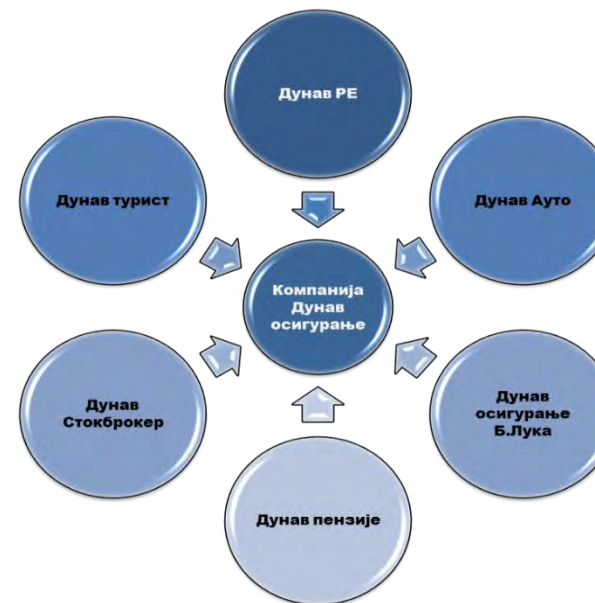 Дунав РЕ
Дунав турист
Дунав Ауто
Компанија
Дунав
осигурање
Дунав
Стокброкер
Дунав
осигурање
Б.Лука
Дунав пензије